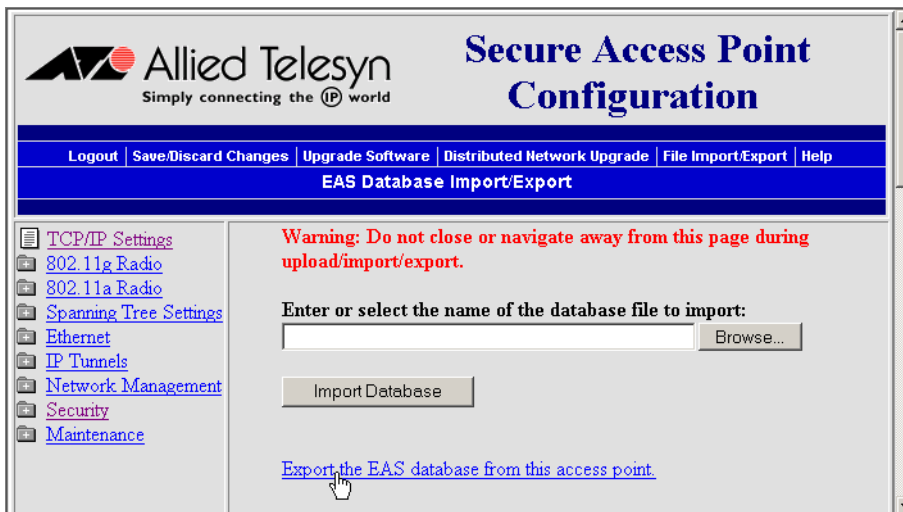 Allied Telesyn
Simply connecting the IP world
Secure Access Point
Configuration
Logout | Save/Discard Changes | Upgrade Software | Distributed Network Upgrade | File Import/Export | Help
EAS Database Import/Export
TCP/IP Settings
802.11g Radio
802.11a Radio
Spanning Tree Settings
Ethernet
IP Tunnels
Network Management
Security
Maintenance
Warning: Do not close or navigate away from this page during
upload/import/export.
Enter or select the name of the database file to import:
Browse...
Import Database
Export the EAS database from this access point.